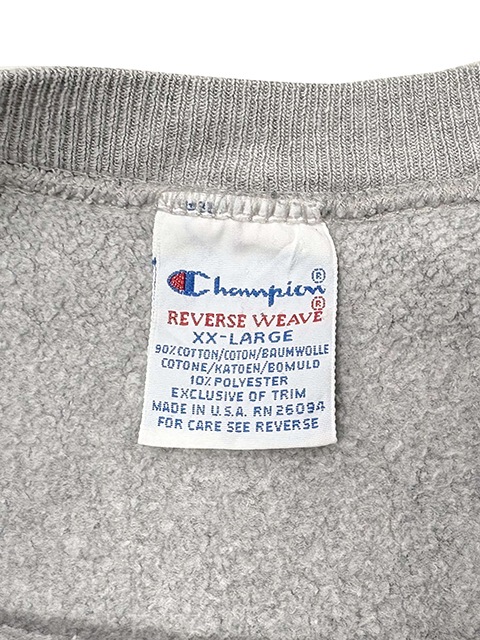 Champion®
REVERSE WEAVE®
XX-LARGE
90% COTTON/COTON/BAUMWOLLE
COTONE/KATOEN/BOMULD
10% POLYESTER
EXCLUSIVE OF TRIM
MADE IN U.S.A. RN26094
FOR CARE SEE REVERSE